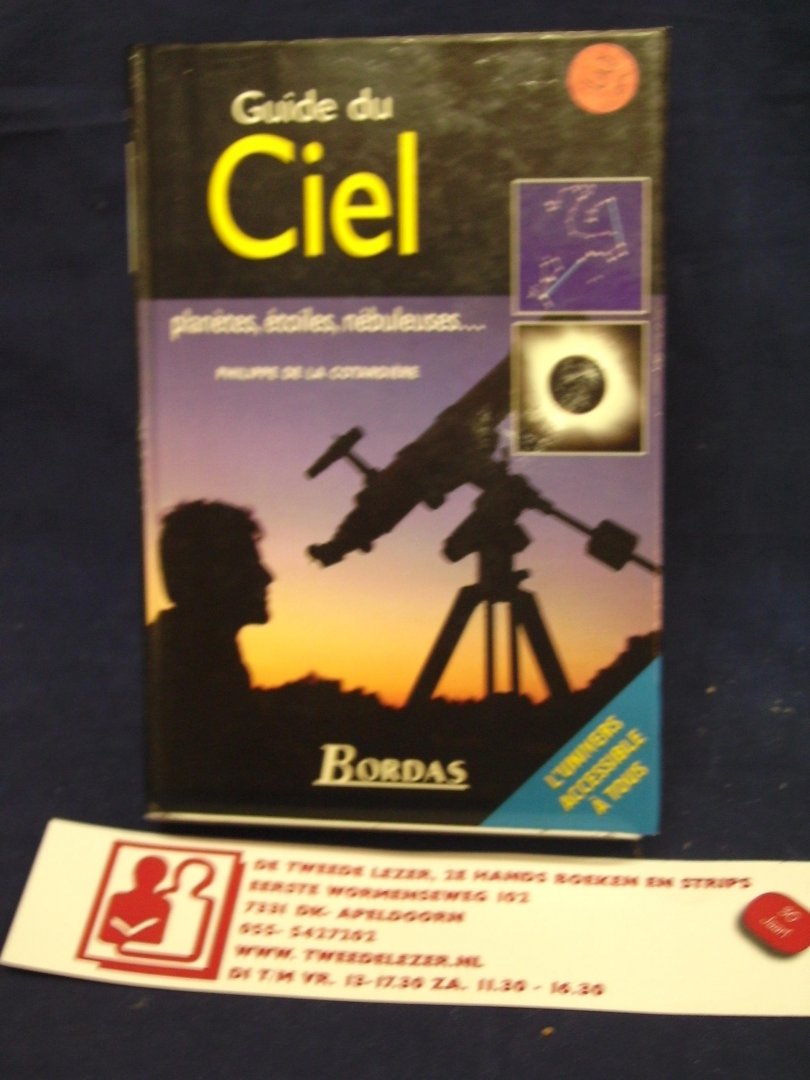 Guide du
Ciel
planètes, étoiles, nébuleuses...
PHILIPPE DE LA COTARDIÈRE
BORDAS
L'UNIVERS
ACCESSIBLE
À TOUS
DE TWEEDE LEZER, 2E HANDS BOEKEN EN STRIPS
EERSTE WORMENSEWEG 102
7331 DK- APELDOORN
055- 5427202
WWW. TWEEDELEZER.NL
DI T/M VR. 13-17.30 ZA. 11.30 - 16.30